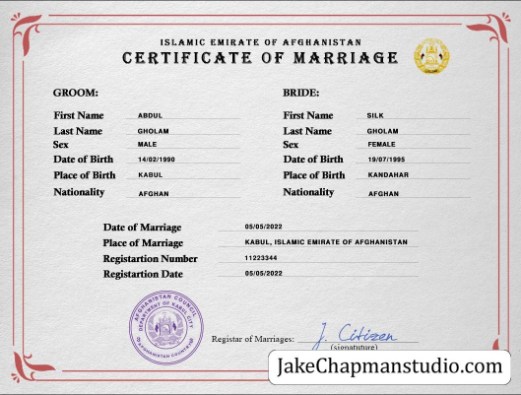 ISLAMIC EMIRATE OF AFGHANISTAN
CERTIFICATE OF MARRIAGE
GROOM:
First Name ABDUL
Last Name GHOLAM
Sex MALE
Date of Birth 14/02/1990
Place of Birth KABUL
Nationality AFGHAN
BRIDE:
First Name SILK
Last Name GHOLAM
Sex FEMALE
Date of Birth 19/07/1995
Place of Birth KANDAHAR
Nationality AFGHAN
Date of Marriage 05/05/2022
Place of Marriage KABUL, ISLAMIC EMIRATE OF AFGHANISTAN
Registartion Number 11223344
Registartion Date 05/05/2022
AFGHANISTAN COUNCIL
DEPARTMENT OF KABUL CITY
Registar of Marriages: J. Citizen
JakeChapmanstudio.com